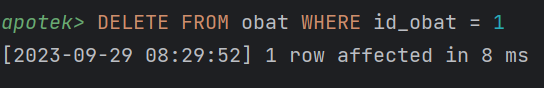 apotek> DELETE FROM obat WHERE id_obat = 1
[2023-09-29 08:29:52] 1 row affected in 8 ms